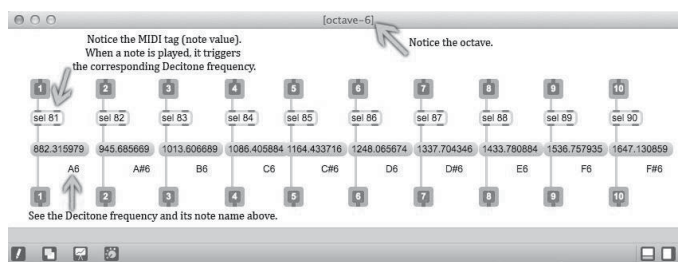 [octave-6]
Notice the MIDI tag (note value).
When a note is played, it triggers
the corresponding Decitone frequency.
Notice the octave.
1 2 3 4 5 6 7 8 9 10
sel 81 sel 82 sel 83 sel 84 sel 85 sel 86 sel 87 sel 88 sel 89 sel 90
882.315979 945.685669 1013.606689 1086.405884 1164.433716 1248.065674 1337.704346 1433.780884 1536.757935 1647.130859
A6 A#6 B6 C6 C#6 D6 D#6 E6 F6 F#6
1 2 3 4 5 6 7 8 9 10
See the Decitone frequency and its note name above.